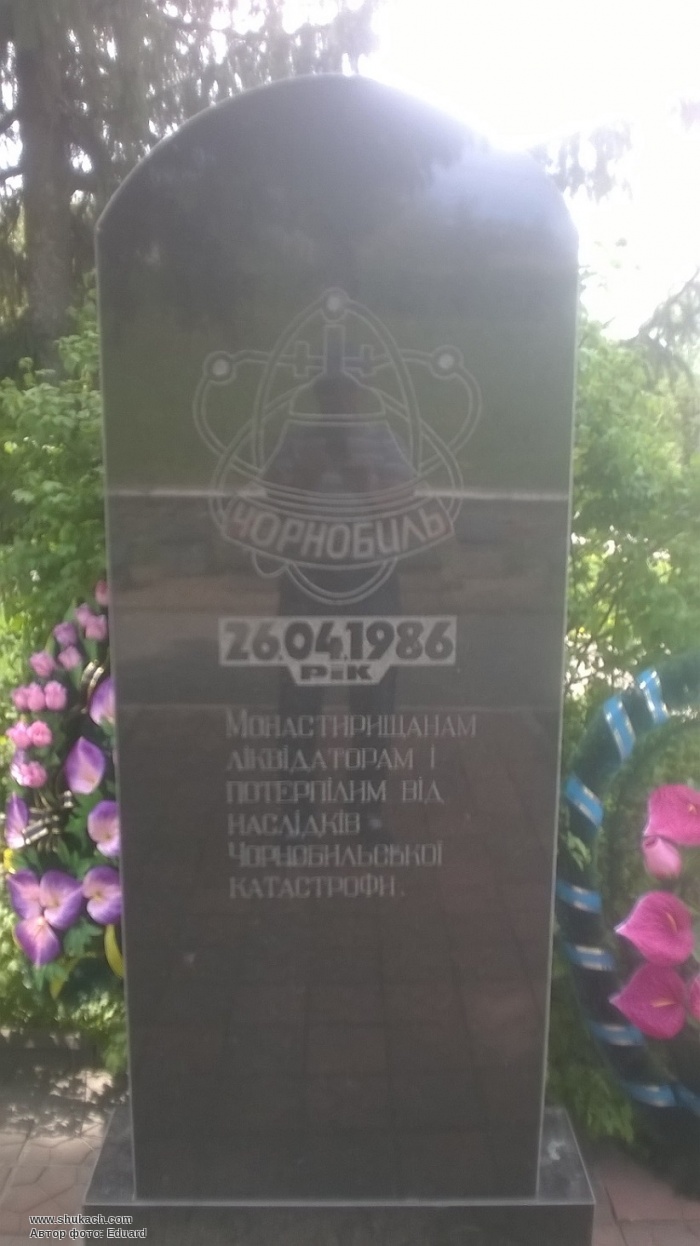 ЧОРНОБИЛЬ
26.04.1986
РіК
Монастирищанам
ліквідаторам і
потерпілим від
наслідків
Чорнобильської
катастрофи.
www.shukach.com
Автор фото: Eduard